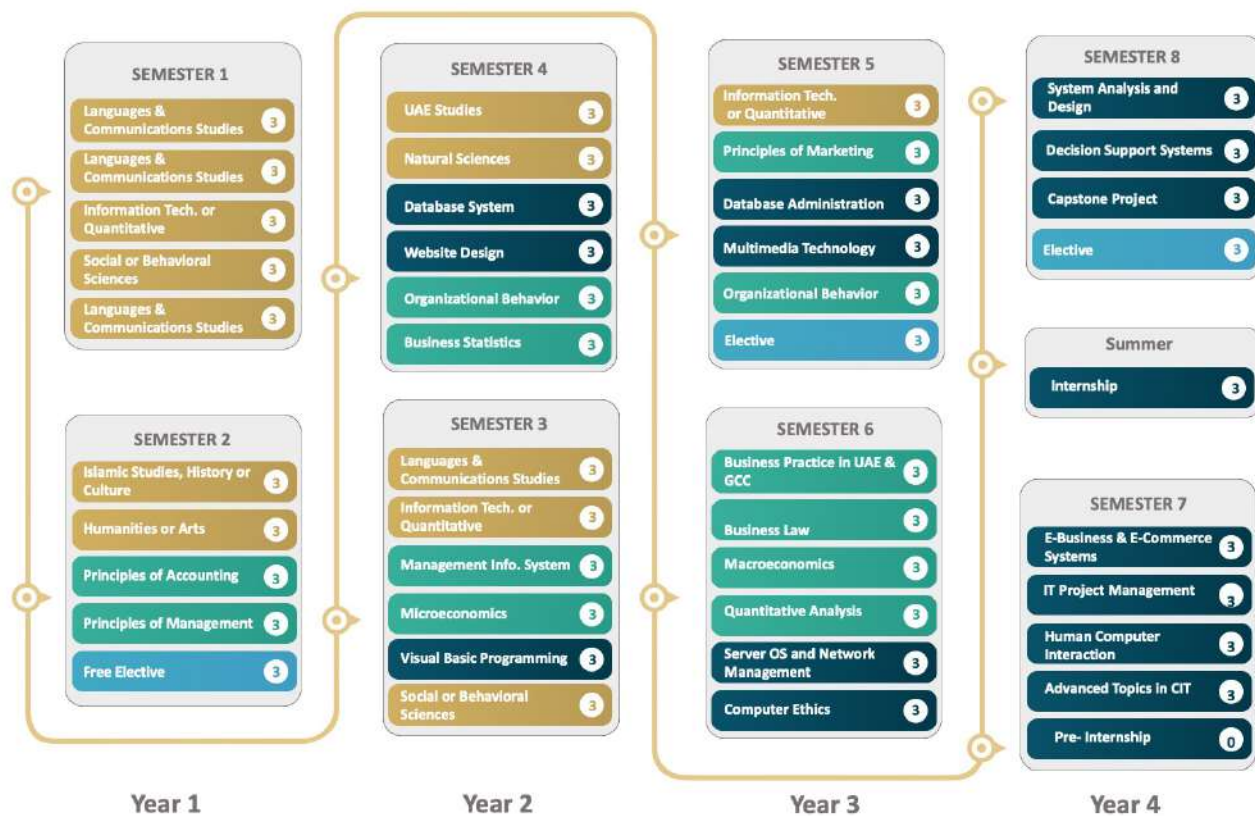 SEMESTER 1
Languages &
Communications Studies 3
Languages &
Communications Studies 3
Information Tech. or
Quantitative 3
Social or Behavioral
Sciences 3
Languages &
Communications Studies 3
SEMESTER 2
Islamic Studies, History or
Culture 3
Humanities or Arts 3
Principles of Accounting 3
Principles of Management 3
Free Elective 3
SEMESTER 4
UAE Studies 3
Natural Sciences 3
Database System 3
Website Design 3
Organizational Behavior 3
Business Statistics 3
SEMESTER 3
Languages &
Communications Studies 3
Information Tech. or
Quantitative 3
Management Info. System 3
Microeconomics 3
Visual Basic Programming 3
Social or Behavioral
Sciences 3
SEMESTER 5
Information Tech.
or Quantitative 3
Principles of Marketing 3
Database Administration 3
Multimedia Technology 3
Organizational Behavior 3
Elective 3
SEMESTER 6
Business Practice in UAE &
GCC 3
Business Law 3
Macroeconomics 3
Quantitative Analysis 3
Server OS and Network
Management 3
Computer Ethics 3
SEMESTER 8
System Analysis and
Design 3
Decision Support Systems 3
Capstone Project 3
Elective 3
Summer
Internship 3
SEMESTER 7
E-Business & E-Commerce
Systems 3
IT Project Management 3
Human Computer
Interaction 3
Advanced Topics in CIT 3
Pre- Internship 0
Year 1
Year 2
Year 3
Year 4